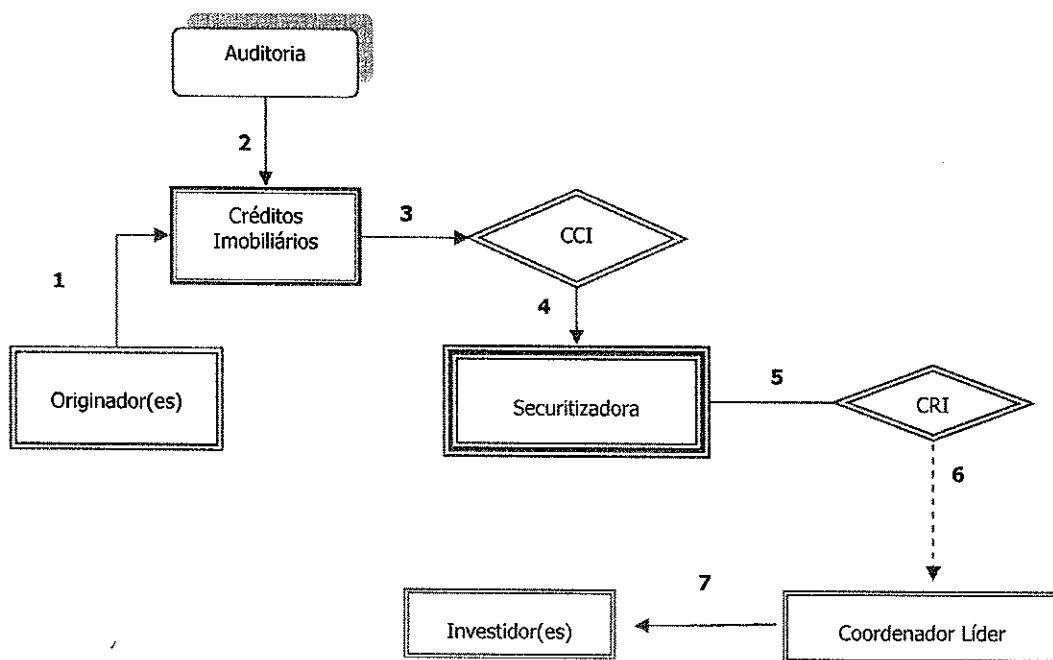 Auditoria
2
Créditos
Imobiliários
3
CCI
1
4
Originador(es)
Securitizadora
5
CRI
6
7
Investidor(es)
Coordenador Líder